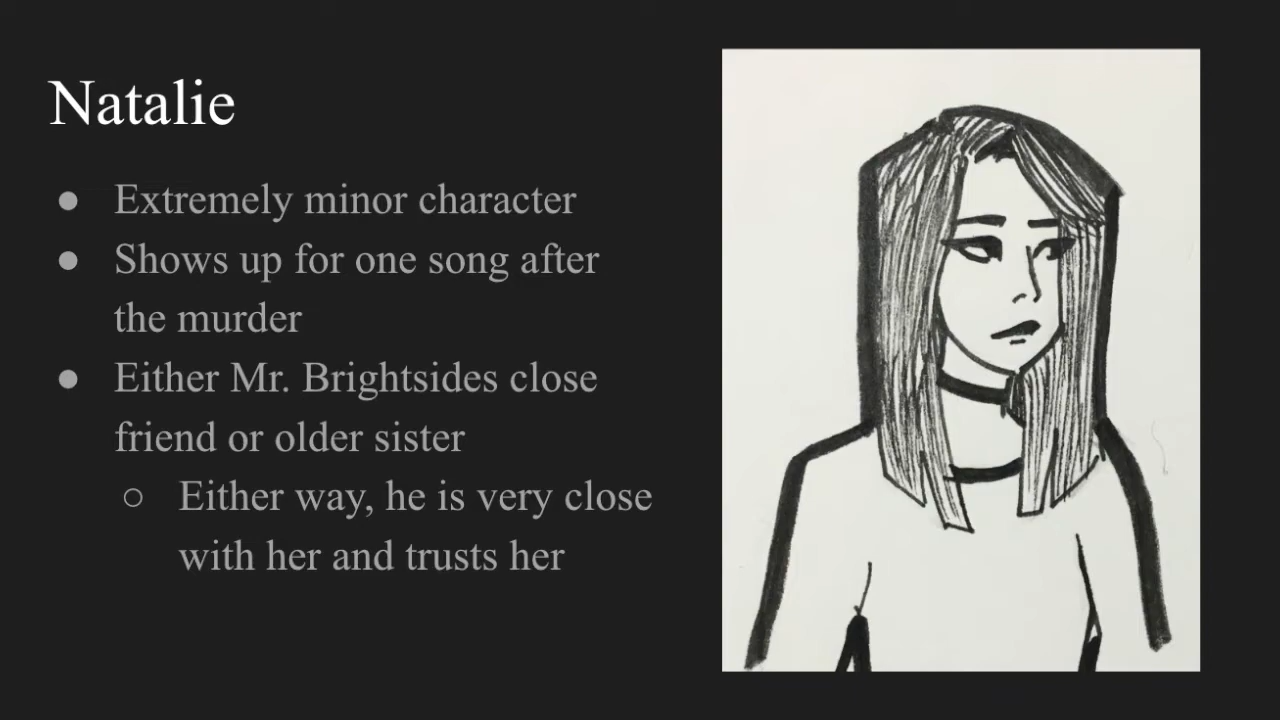 Natalie
● Extremely minor character
● Shows up for one song after
the murder
● Either Mr. Brightsides close
friend or older sister
○ Either way, he is very close
with her and trusts her